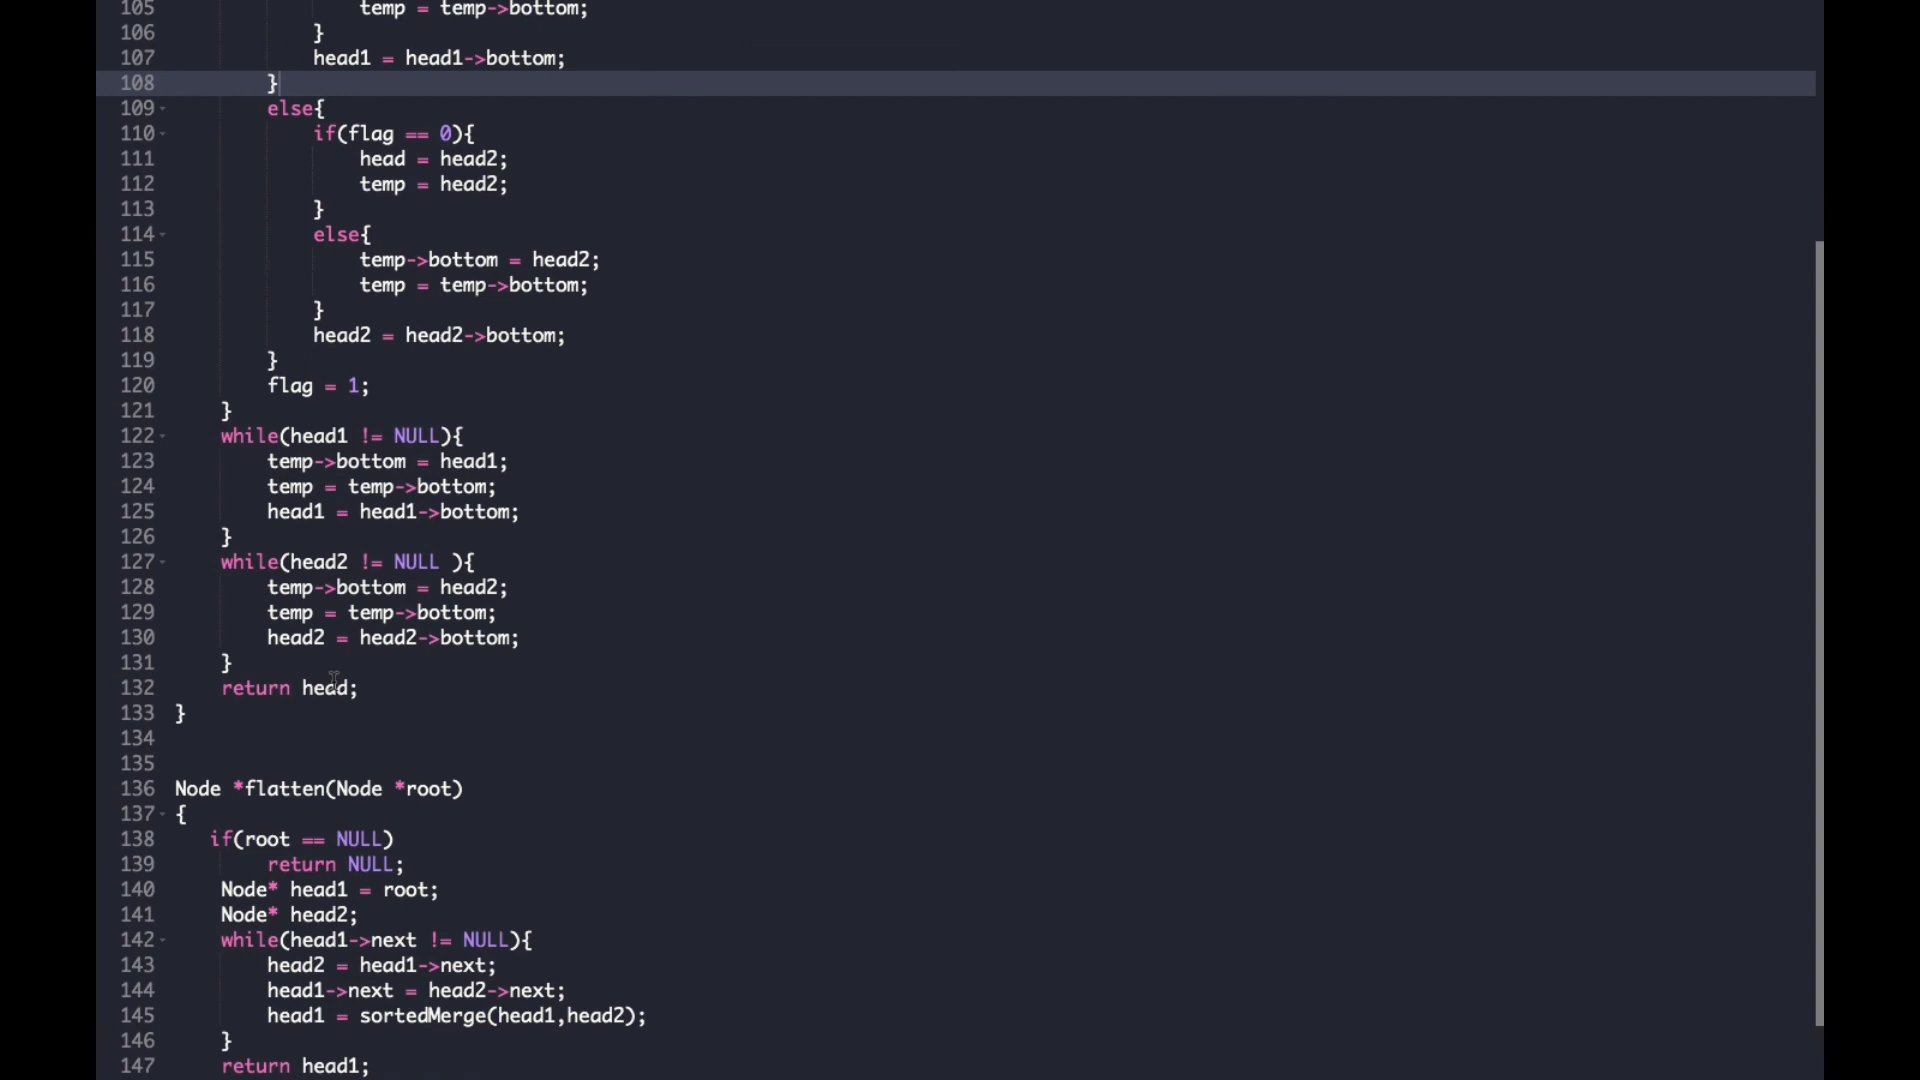 105 temp = temp->bottom;
106 }
107 head1 = head1->bottom;
108 }
109 else{
110 if(flag == 0){
111 head = head2;
112 temp = head2;
113 }
114 else{
115 temp->bottom = head2;
116 temp = temp->bottom;
117 }
118 head2 = head2->bottom;
119 }
120 flag = 1;
121 }
122 while(head1 != NULL){
123 temp->bottom = head1;
124 temp = temp->bottom;
125 head1 = head1->bottom;
126 }
127 while(head2 != NULL ){
128 temp->bottom = head2;
129 temp = temp->bottom;
130 head2 = head2->bottom;
131 }
132 return head;
133 }
134
135
136 Node *flatten(Node *root)
137 {
138 if(root == NULL)
139 return NULL;
140 Node* head1 = root;
141 Node* head2;
142 while(head1->next != NULL){
143 head2 = head1->next;
144 head1->next = head2->next;
145 head1 = sortedMerge(head1,head2);
146 }
147 return head1;